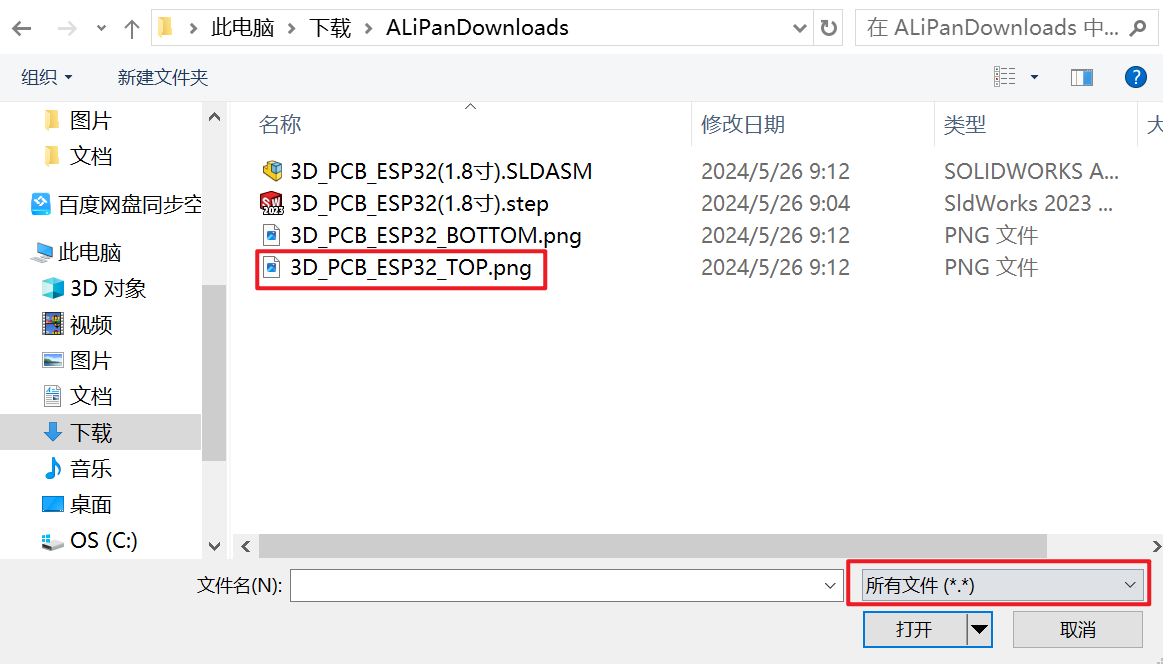 此电脑 下载 ALiPanDownloads 在 ALiPanDownloads 中...
组织 新建文件夹
名称 修改日期 类型 大
图片
文档
百度网盘同步空
此电脑
3D 对象
视频
图片
文档
下载
音乐
桌面
OS (C:)
3D_PCB_ESP32(1.8寸).SLDASM 2024/5/26 9:12 SOLIDWORKS A...
3D_PCB_ESP32(1.8寸).step 2024/5/26 9:04 SldWorks 2023 ...
3D_PCB_ESP32_BOTTOM.png 2024/5/26 9:12 PNG 文件
3D_PCB_ESP32_TOP.png 2024/5/26 9:12 PNG 文件
文件名(N): 所有文件 (*.*)
打开 取消